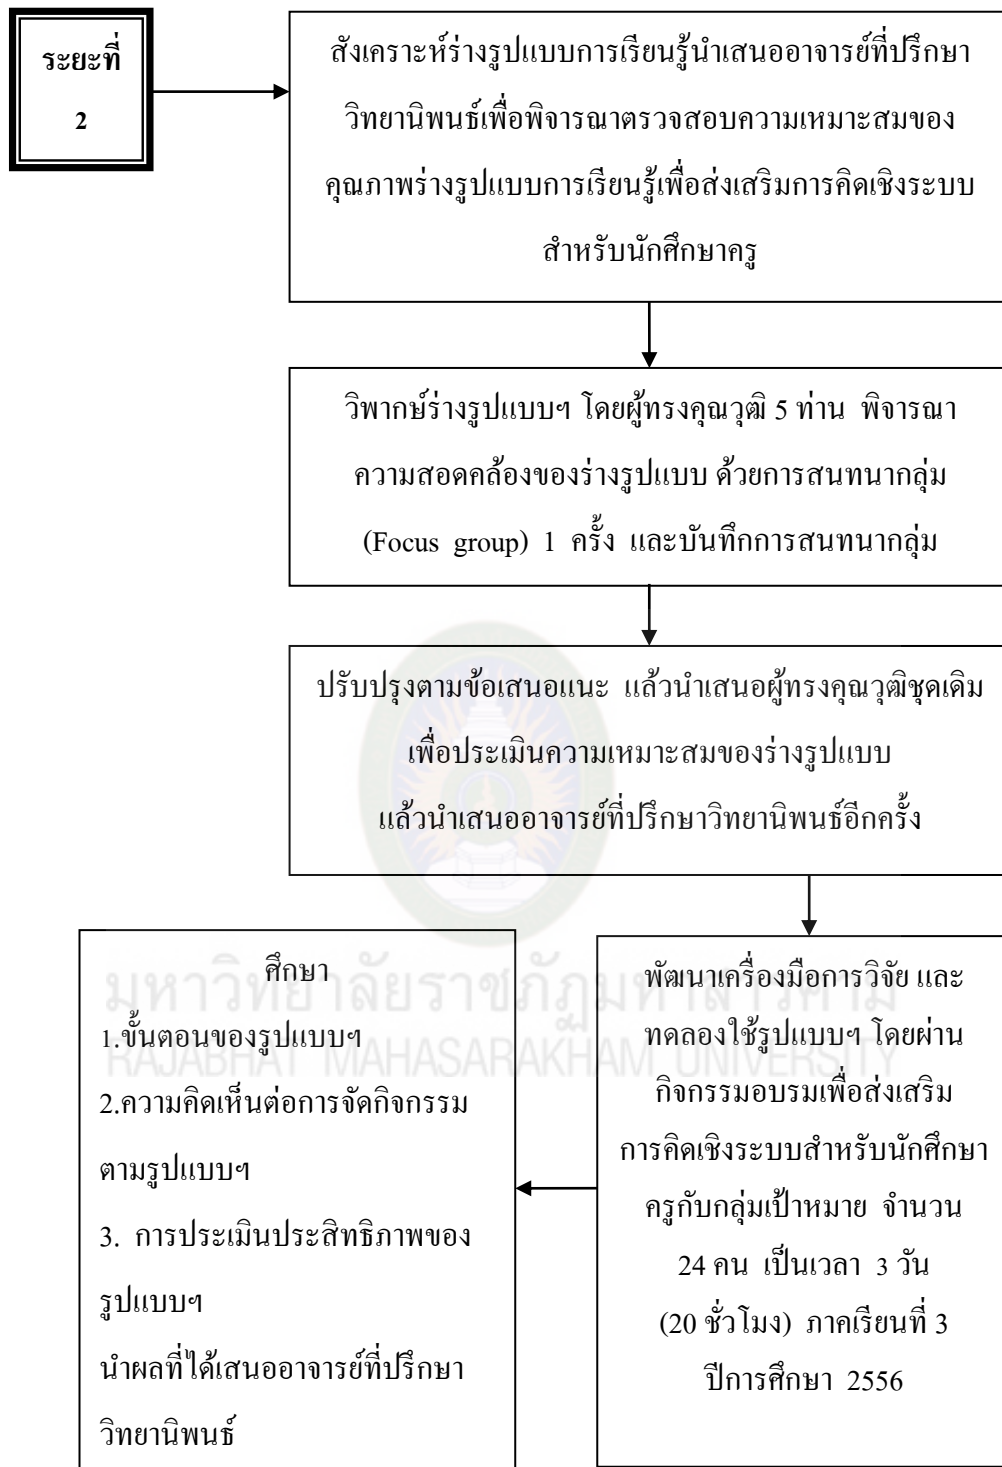 ระยะที่
2
สังเคราะห์ร่างรูปแบบการเรียนรู้นำเสนออาจารย์ที่ปรึกษา
วิทยานิพนธ์เพื่อพิจารณาตรวจสอบความเหมาะสมของ
คุณภาพร่างรูปแบบการเรียนรู้เพื่อส่งเสริมการคิดเชิงระบบ
สำหรับนักศึกษาครู
วิพากษ์ร่างรูปแบบฯ โดยผู้ทรงคุณวุฒิ 5 ท่าน พิจารณา
ความสอดคล้องของร่างรูปแบบ ด้วยการสนทนากลุ่ม
(Focus group) 1 ครั้ง และบันทึกการสนทนากลุ่ม
ปรับปรุงตามข้อเสนอแนะ แล้วนำเสนอผู้ทรงคุณวุฒิชุดเดิม
เพื่อประเมินความเหมาะสมของร่างรูปแบบ
แล้วนำเสนออาจารย์ที่ปรึกษาวิทยานิพนธ์อีกครั้ง
พัฒนาเครื่องมือการวิจัย และ
ทดลองใช้รูปแบบฯ โดยผ่าน
กิจกรรมอบรมเพื่อส่งเสริม
การคิดเชิงระบบสำหรับนักศึกษา
ครูกับกลุ่มเป้าหมาย จำนวน
24 คน เป็นเวลา 3 วัน
(20 ชั่วโมง) ภาคเรียนที่ 3
ปีการศึกษา 2556
ศึกษา
1.ขั้นตอนของรูปแบบฯ
2.ความคิดเห็นต่อการจัดกิจกรรม
ตามรูปแบบฯ
3. การประเมินประสิทธิภาพของ
รูปแบบฯ
นำผลที่ได้เสนออาจารย์ที่ปรึกษา
วิทยานิพนธ์
มหาวิทยาลัยราชภัฏมหาสารคาม
RAJABHAT MAHASARAKHAM UNIVERSITY